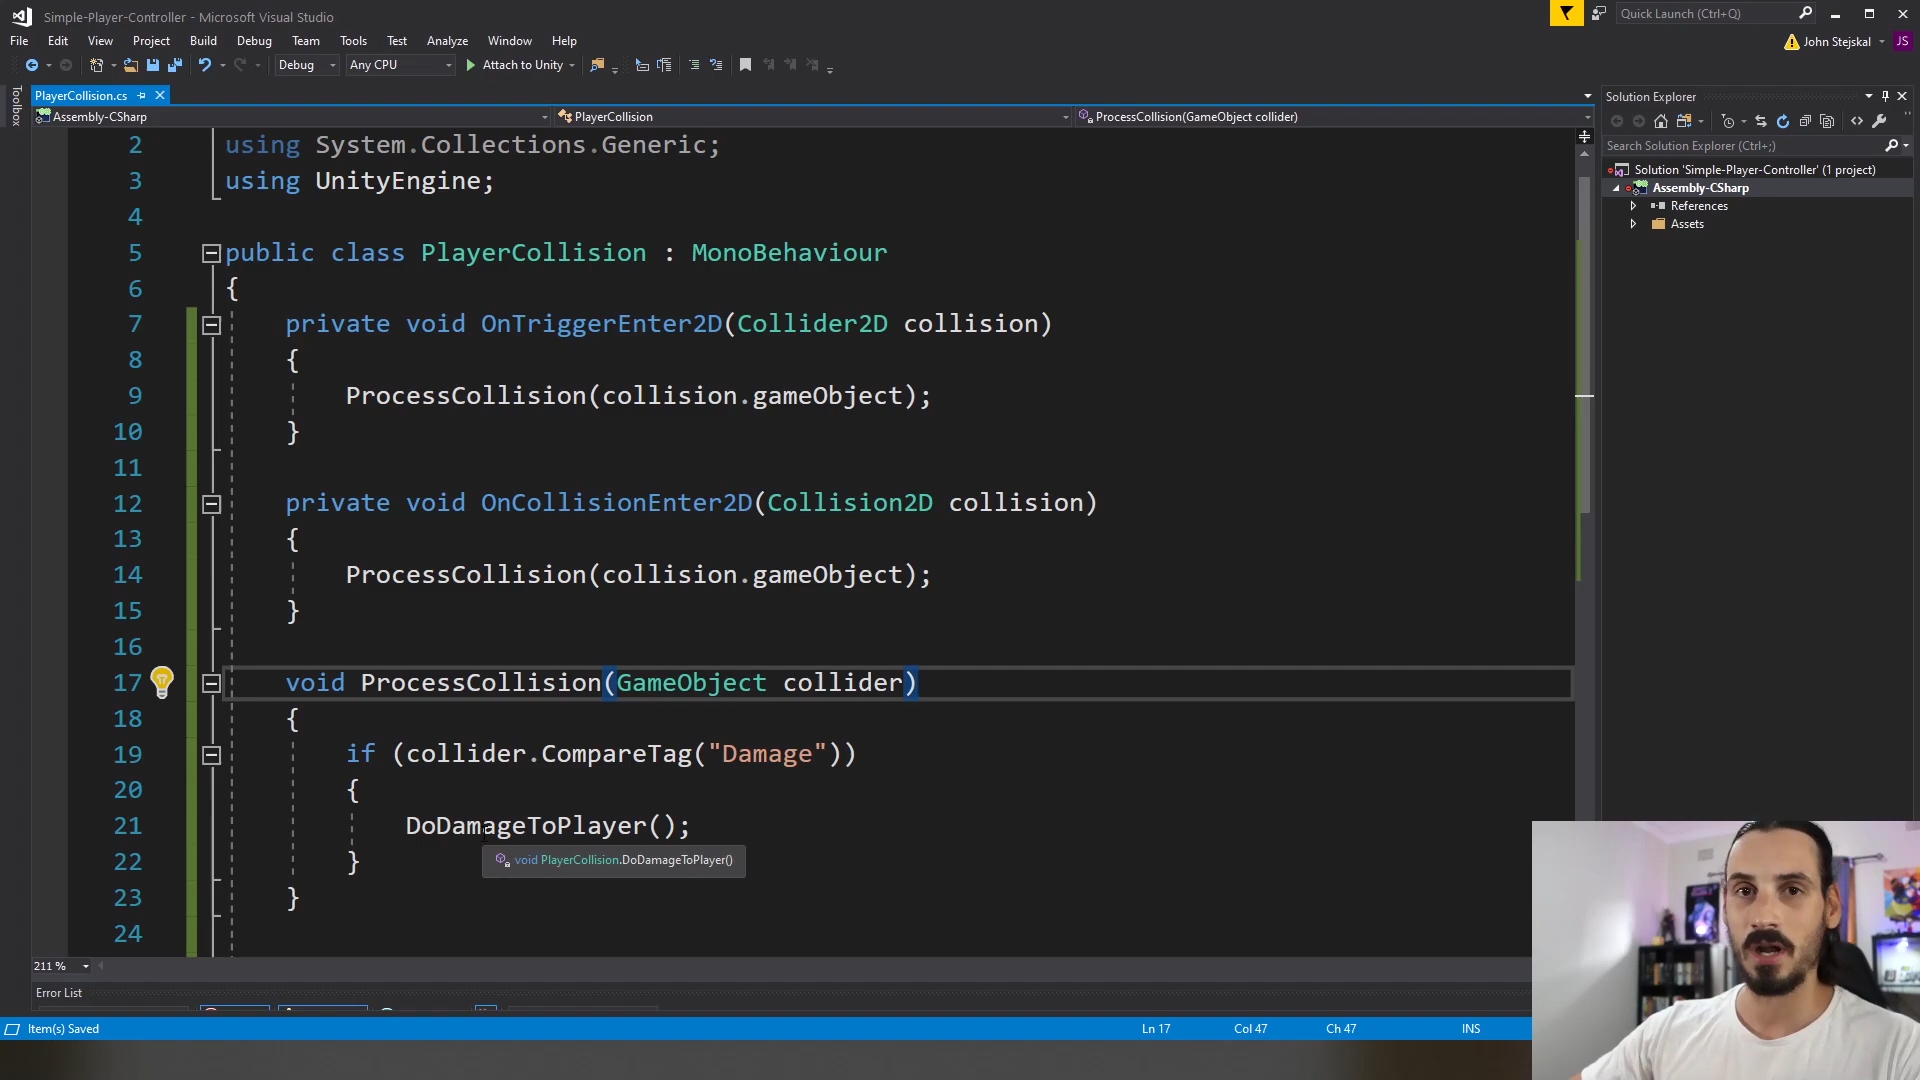 Simple-Player-Controller - Microsoft Visual Studio
Quick Launch (Ctrl+Q)
File Edit View Project Build Debug Team Tools Test Analyze Window Help
John Stejskal JS
Debug Any CPU Attach to Unity
Toolbox
PlayerCollision.cs
Assembly-CSharp PlayerCollision ProcessCollision(GameObject collider)
2 using System.Collections.Generic;
3 using UnityEngine;
4
5 public class PlayerCollision : MonoBehaviour
6 {
7 private void OnTriggerEnter2D(Collider2D collision)
8 {
9 ProcessCollision(collision.gameObject);
10 }
11
12 private void OnCollisionEnter2D(Collision2D collision)
13 {
14 ProcessCollision(collision.gameObject);
15 }
16
17 void ProcessCollision(GameObject collider)
18 {
19 if (collider.CompareTag("Damage"))
20 {
21 DoDamageToPlayer();
22 }
void PlayerCollision.DoDamageToPlayer()
23 }
24
211 %
Error List
Item(s) Saved Ln 17 Col 47 Ch 47 INS
Solution Explorer
Search Solution Explorer (Ctrl+;)
Solution 'Simple-Player-Controller' (1 project)
Assembly-CSharp
References
Assets